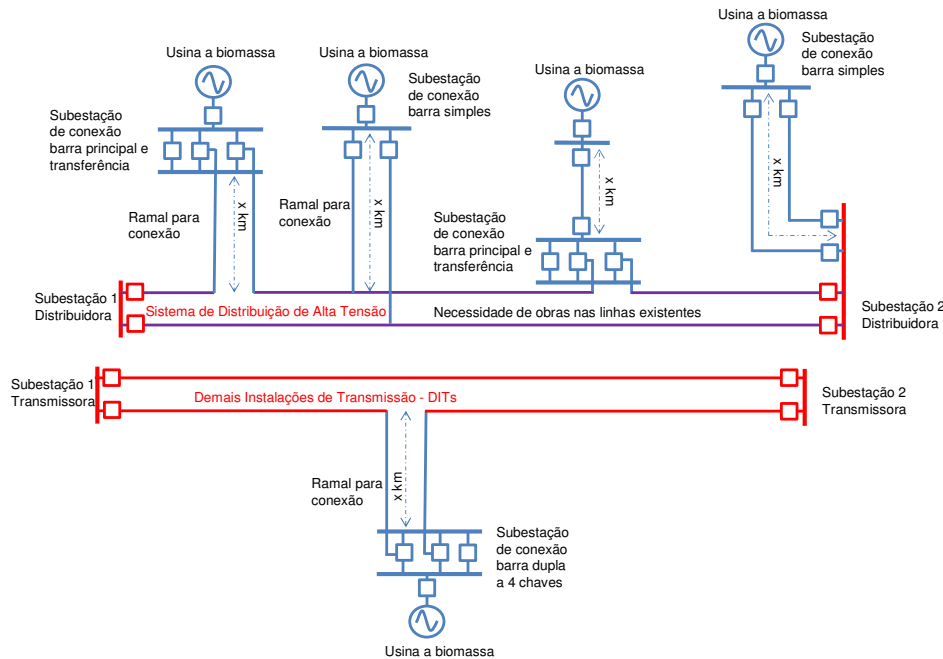 Usina a biomassa
Subestação
de conexão
barra principal e
transferência
Ramal para
conexão
x km
Usina a biomassa
Subestação
de conexão
barra simples
Ramal para
conexão
x km
Usina a biomassa
x km
Subestação
de conexão
barra principal e
transferência
Usina a biomassa
Subestação
de conexão
barra simples
x km
Subestação 1
Distribuidora
Sistema de Distribuição de Alta Tensão
Necessidade de obras nas linhas existentes
Subestação 2
Distribuidora
Subestação 1
Transmissora
Demais Instalações de Transmissão - DITs
Subestação 2
Transmissora
Ramal para
conexão
x km
Subestação
de conexão
barra dupla
a 4 chaves
Usina a biomassa